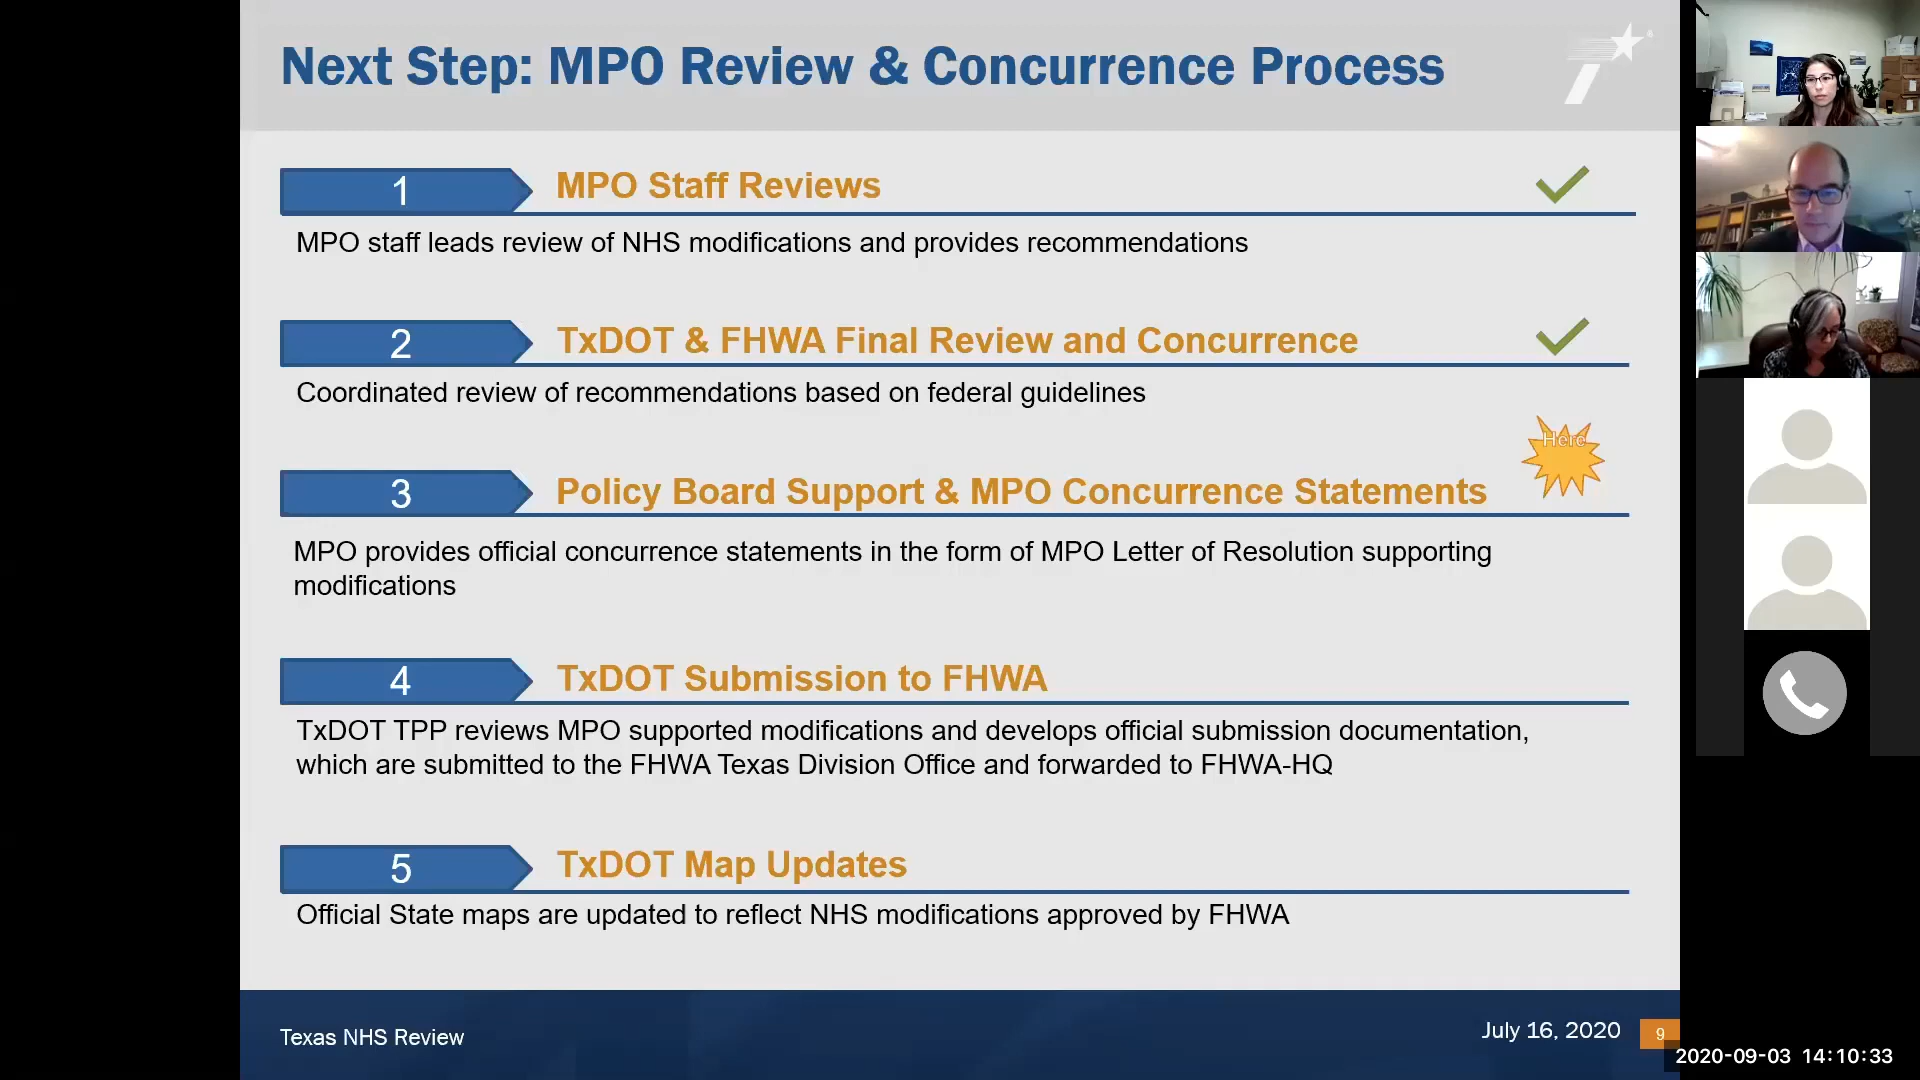 Next Step: MPO Review & Concurrence Process
1
MPO Staff Reviews
MPO staff leads review of NHS modifications and provides recommendations
2
TxDOT & FHWA Final Review and Concurrence
Coordinated review of recommendations based on federal guidelines
Here
3
Policy Board Support & MPO Concurrence Statements
MPO provides official concurrence statements in the form of MPO Letter of Resolution supporting
modifications
4
TxDOT Submission to FHWA
TxDOT TPP reviews MPO supported modifications and develops official submission documentation,
which are submitted to the FHWA Texas Division Office and forwarded to FHWA-HQ
5
TxDOT Map Updates
Official State maps are updated to reflect NHS modifications approved by FHWA
Texas NHS Review
July 16, 2020
9
2020-09-03 14:10:33